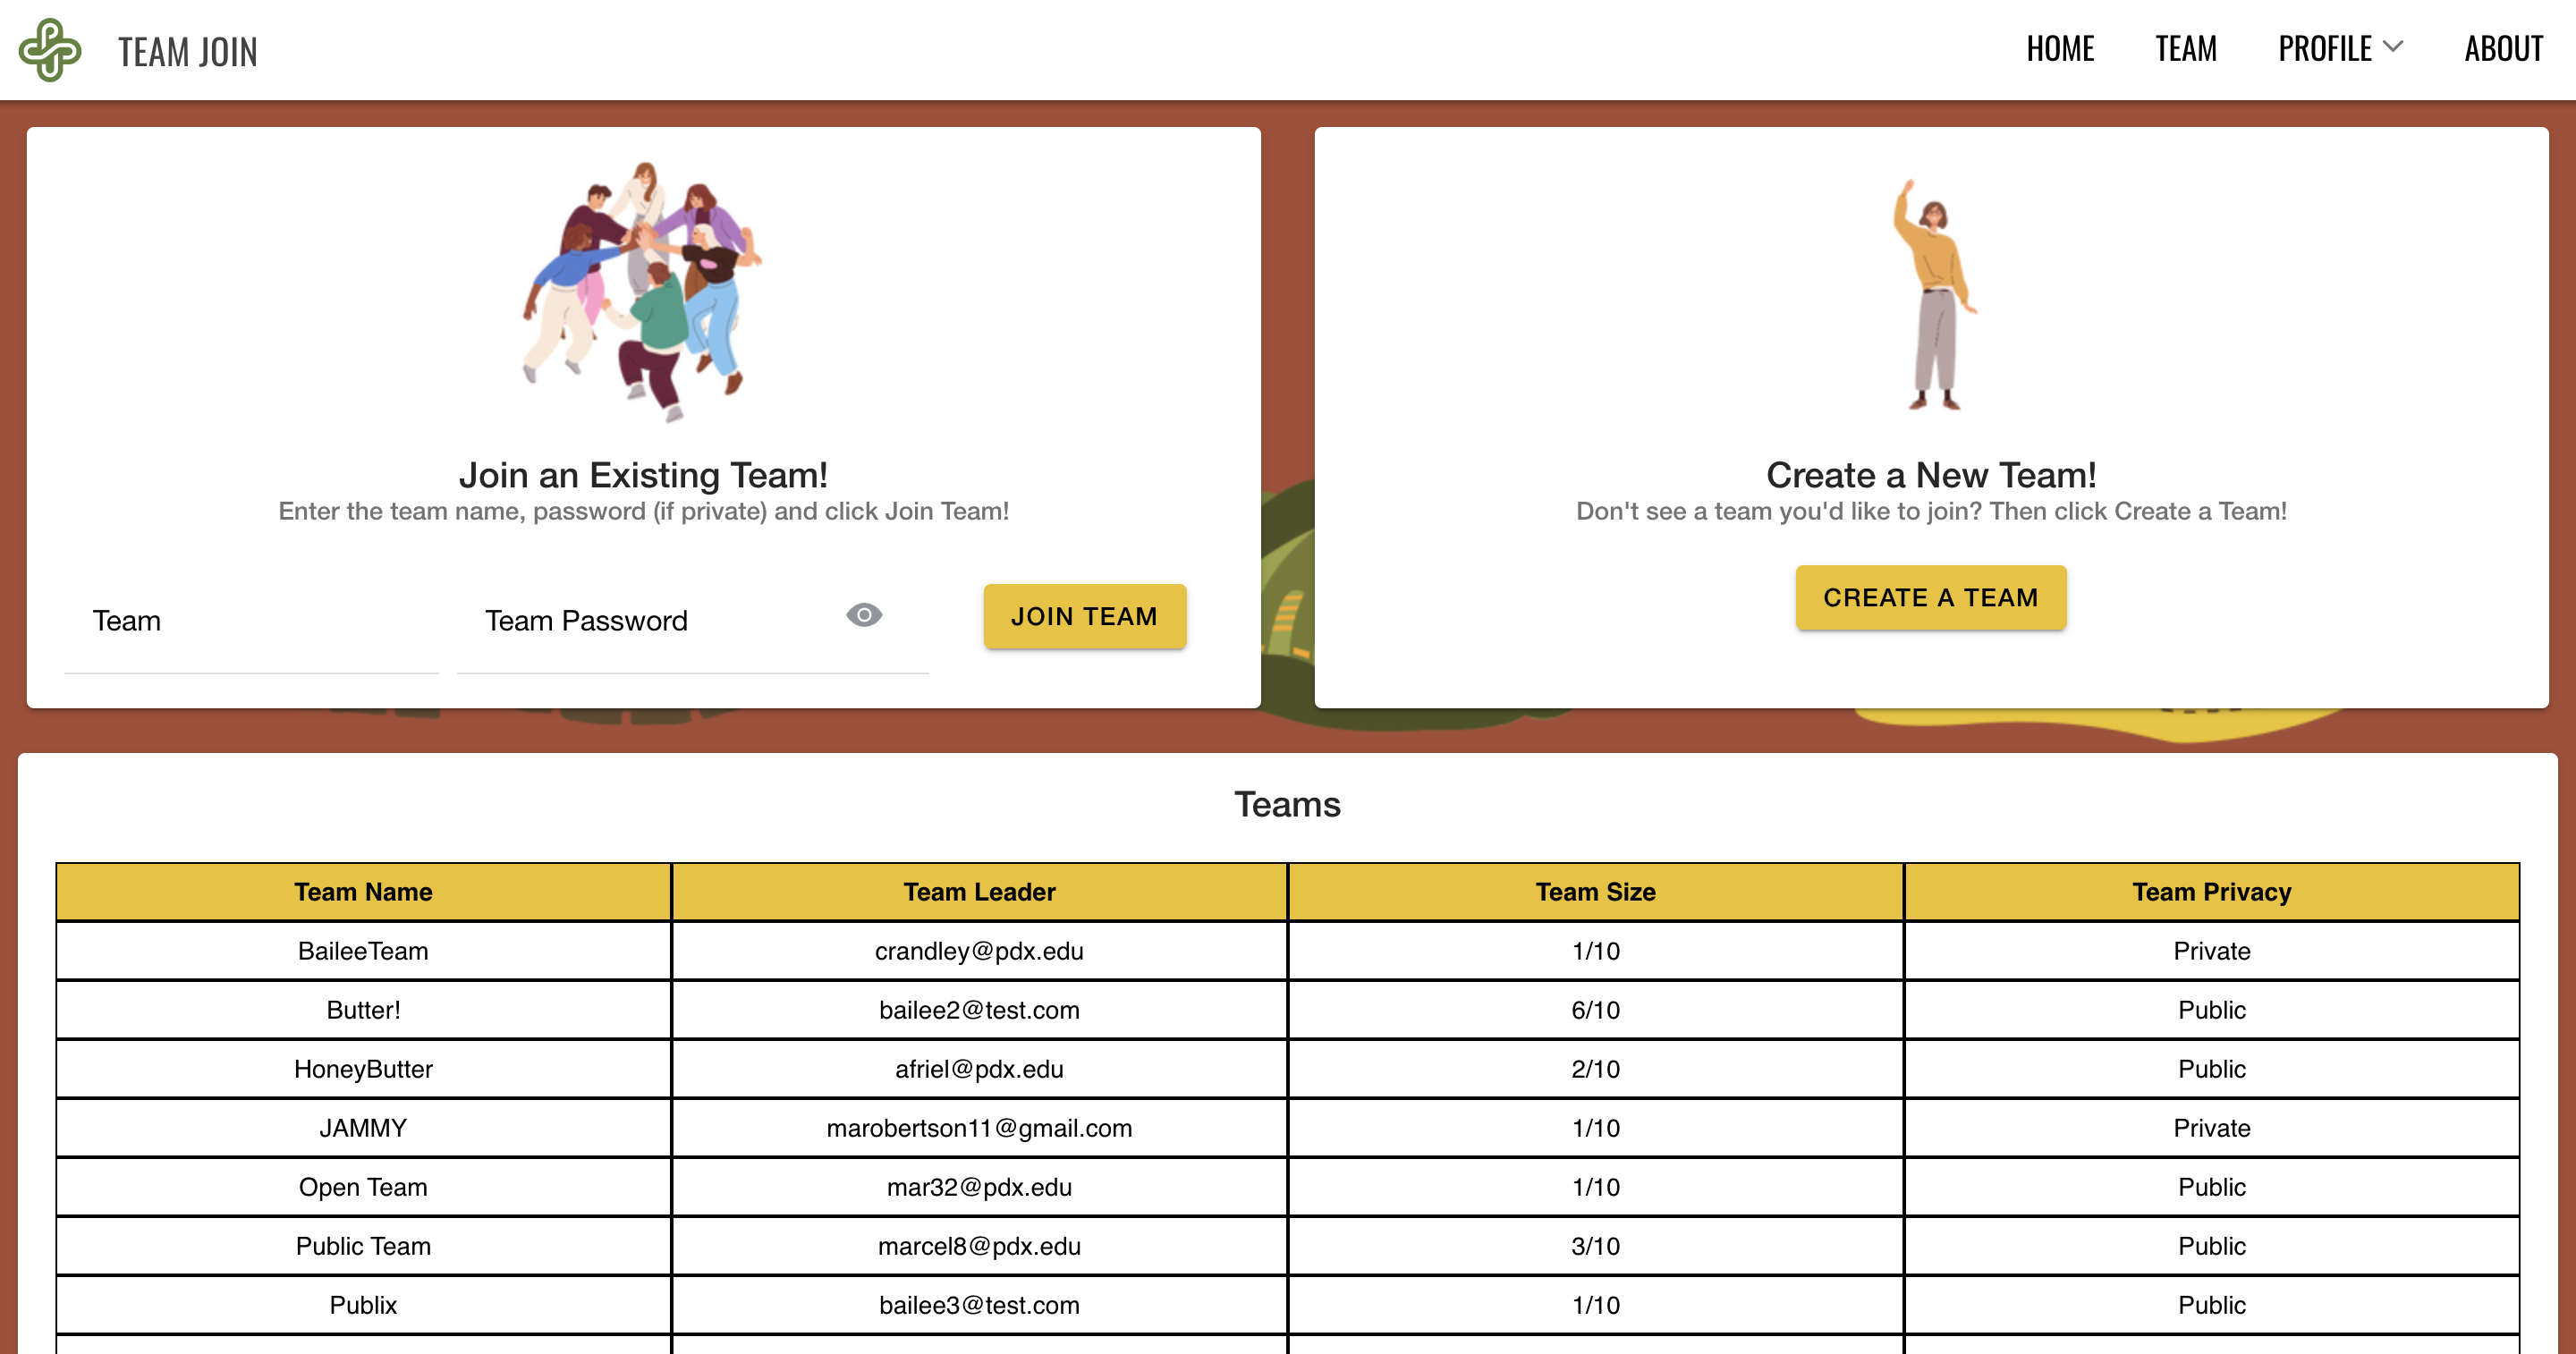 TEAM JOIN
HOME TEAM PROFILE ABOUT
Join an Existing Team!
Enter the team name, password (if private) and click Join Team!
Team
Team Password
JOIN TEAM
Create a New Team!
Don't see a team you'd like to join? Then click Create a Team!
CREATE A TEAM
Teams
Team Name Team Leader Team Size Team Privacy
BaileeTeam crandley@pdx.edu 1/10 Private
Butter! bailee2@test.com 6/10 Public
HoneyButter afriel@pdx.edu 2/10 Public
JAMMY marobertson11@gmail.com 1/10 Private
Open Team mar32@pdx.edu 1/10 Public
Public Team marcel8@pdx.edu 3/10 Public
Publix bailee3@test.com 1/10 Public